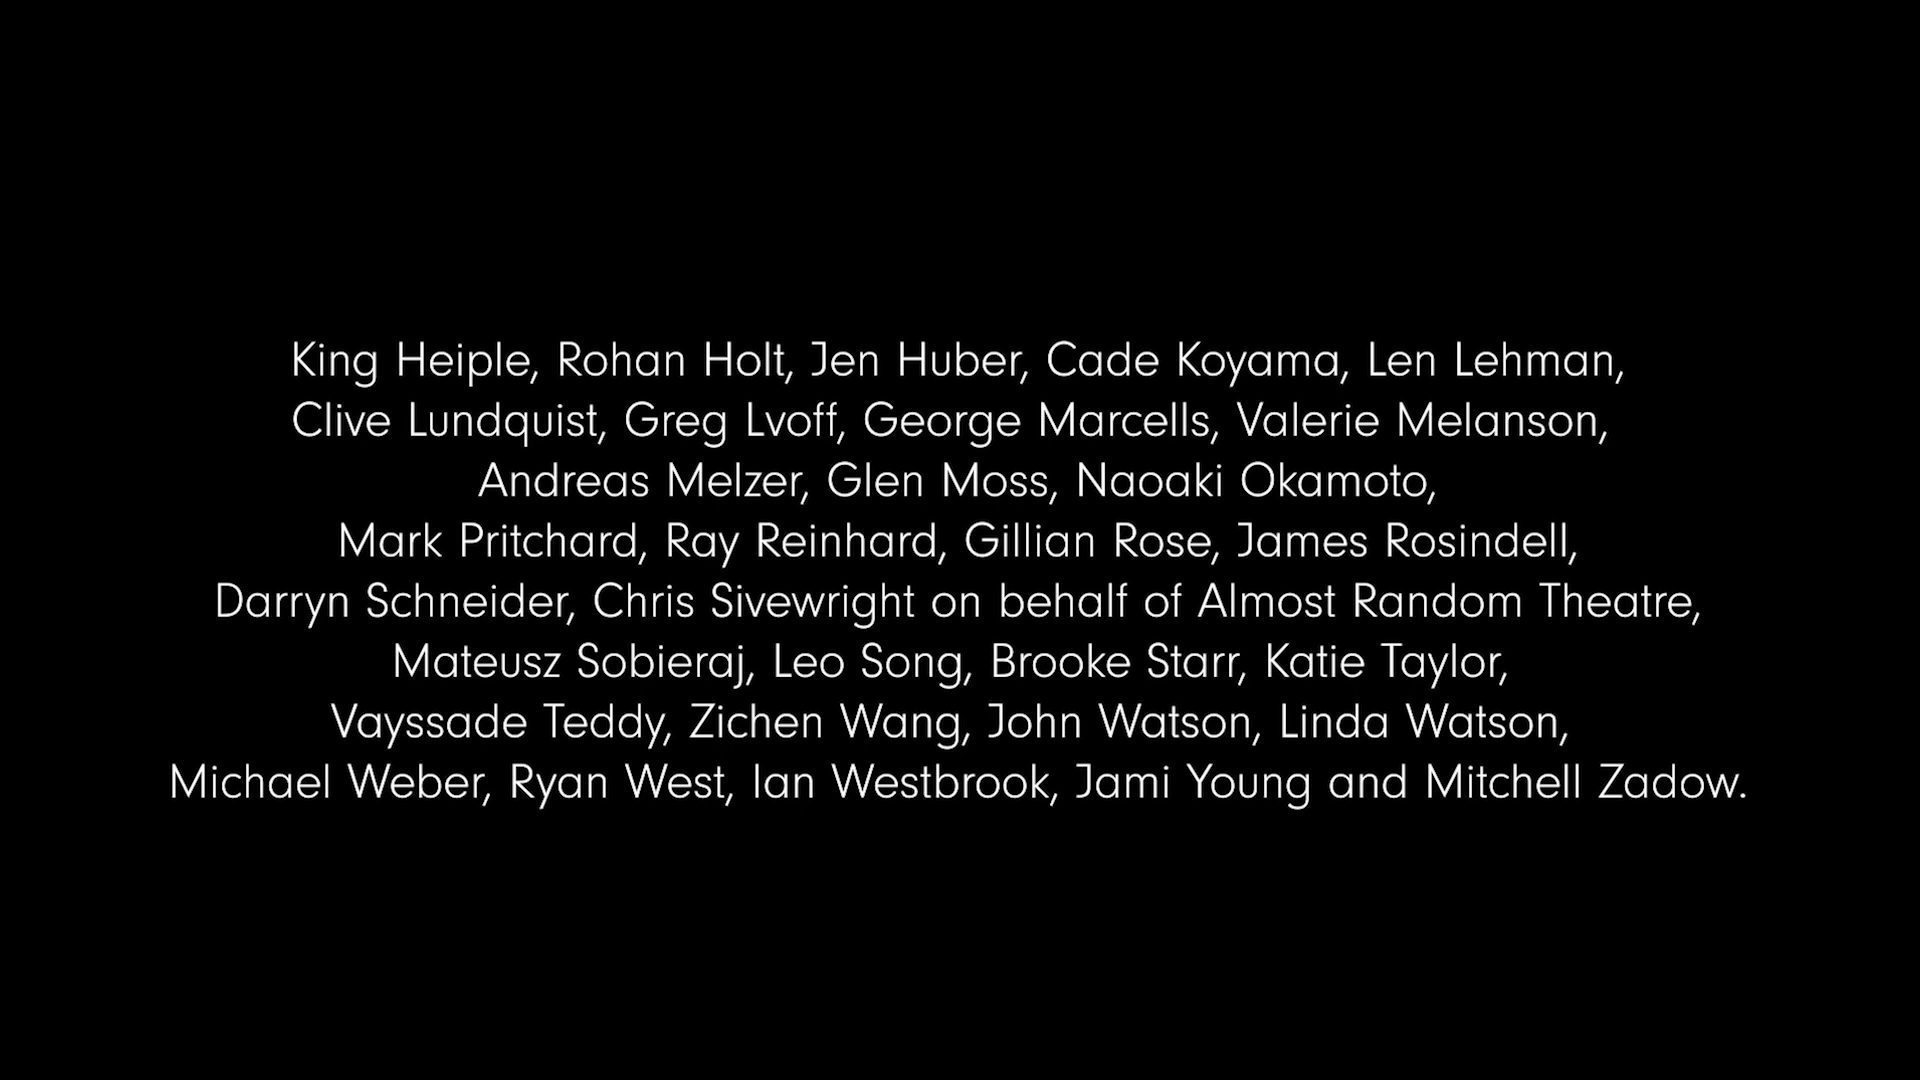 King Heiple, Rohan Holt, Jen Huber, Cade Koyama, Len Lehman,
Clive Lundquist, Greg Lvoff, George Marcells, Valerie Melanson,
Andreas Melzer, Glen Moss, Naoaki Okamoto,
Mark Pritchard, Ray Reinhard, Gillian Rose, James Rosindell,
Darryn Schneider, Chris Sivewright on behalf of Almost Random Theatre,
Mateusz Sobieraj, Leo Song, Brooke Starr, Katie Taylor,
Vayssade Teddy, Zichen Wang, John Watson, Linda Watson,
Michael Weber, Ryan West, Ian Westbrook, Jami Young and Mitchell Zadow.